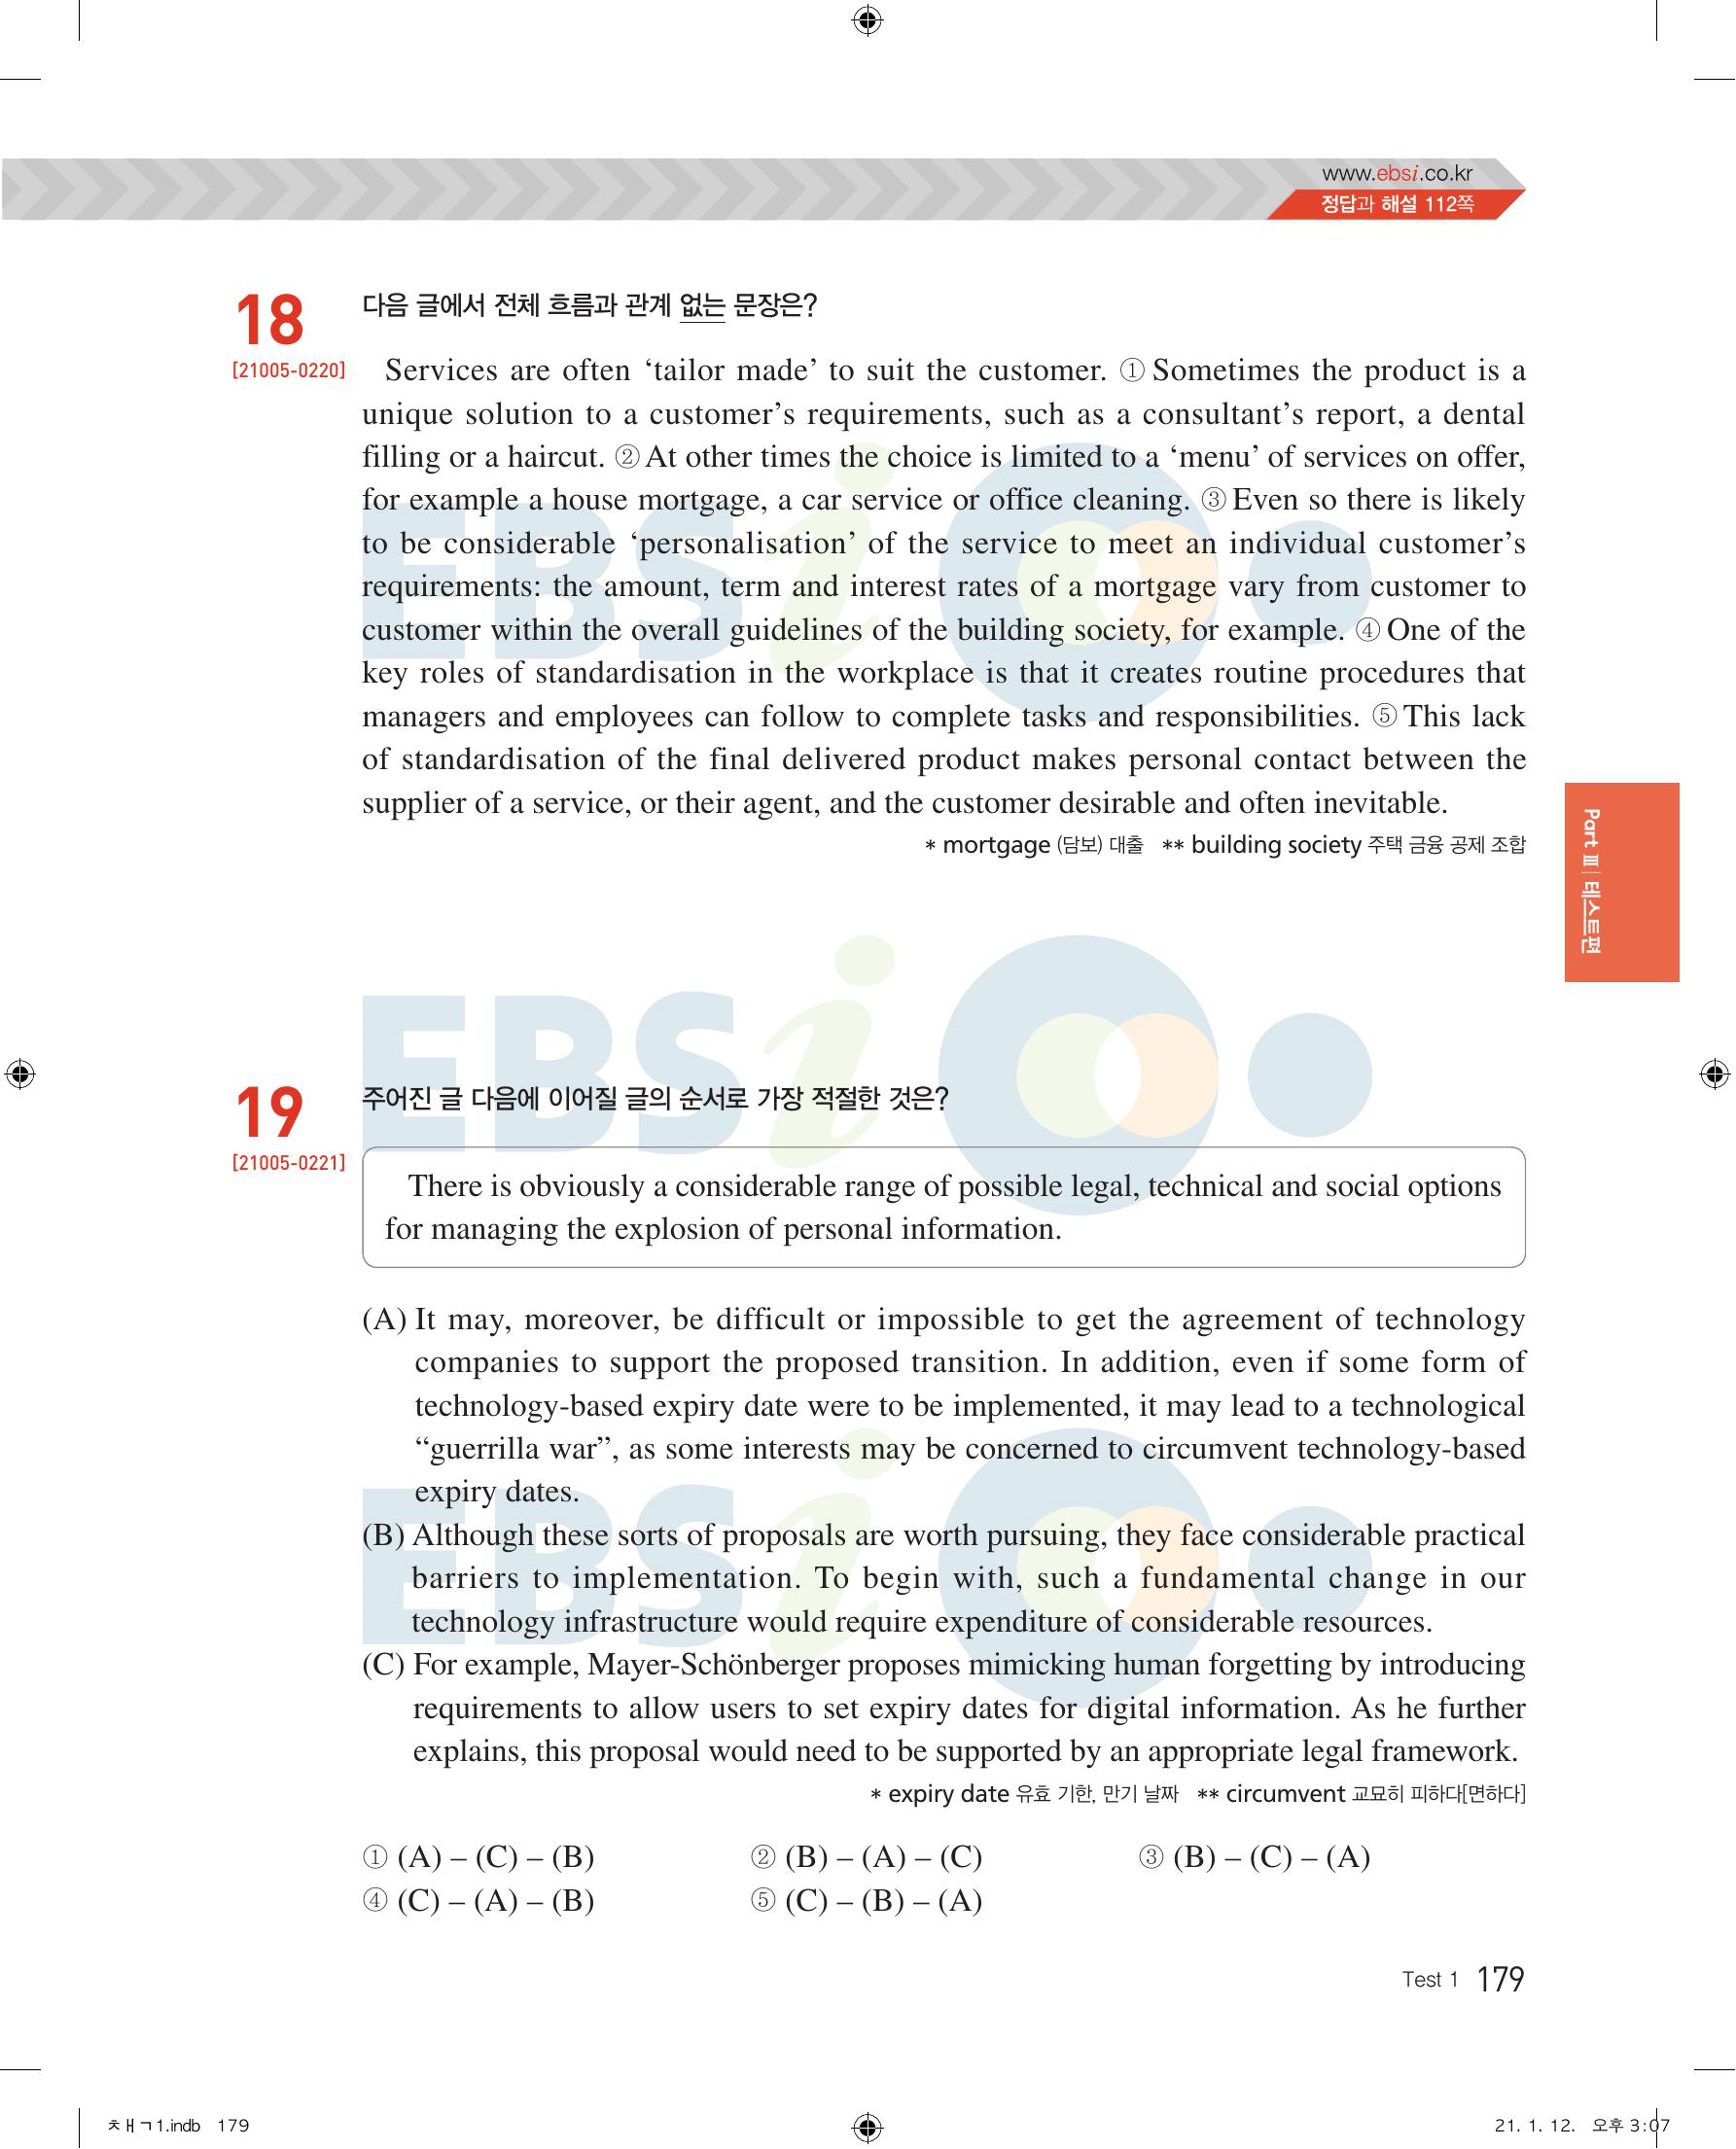 www.ebsi.co.kr
정답과 해설 112쪽
18
다음 글에서 전체 흐름과 관계 없는 문장은?
[21005-0220]
Services are often ‘tailor made’ to suit the customer. ① Sometimes the product is a
unique solution to a customer’s requirements, such as a consultant’s report, a dental
filling or a haircut. ② At other times the choice is limited to a ‘menu’ of services on offer,
for example a house mortgage, a car service or office cleaning. ③ Even so there is likely
to be considerable ‘personalisation’ of the service to meet an individual customer’s
requirements: the amount, term and interest rates of a mortgage vary from customer to
customer within the overall guidelines of the building society, for example. ④ One of the
key roles of standardisation in the workplace is that it creates routine procedures that
managers and employees can follow to complete tasks and responsibilities. ⑤ This lack
of standardisation of the final delivered product makes personal contact between the
supplier of a service, or their agent, and the customer desirable and often inevitable.
* mortgage (담보) 대출 ** building society 주택 금융 공제 조합
Part Ⅲ | 테스트편
EBSi
EBSi
EBSi
19
주어진 글 다음에 이어질 글의 순서로 가장 적절한 것은?
[21005-0221]
There is obviously a considerable range of possible legal, technical and social options
for managing the explosion of personal information.
(A) It may, moreover, be difficult or impossible to get the agreement of technology
companies to support the proposed transition. In addition, even if some form of
technology-based expiry date were to be implemented, it may lead to a technological
“guerrilla war”, as some interests may be concerned to circumvent technology-based
expiry dates.
(B) Although these sorts of proposals are worth pursuing, they face considerable practical
barriers to implementation. To begin with, such a fundamental change in our
technology infrastructure would require expenditure of considerable resources.
(C) For example, Mayer-Schönberger proposes mimicking human forgetting by introducing
requirements to allow users to set expiry dates for digital information. As he further
explains, this proposal would need to be supported by an appropriate legal framework.
* expiry date 유효 기한, 만기 날짜 ** circumvent 교묘히 피하다[면하다]
① (A) – (C) – (B) ② (B) – (A) – (C) ③ (B) – (C) – (A)
④ (C) – (A) – (B) ⑤ (C) – (B) – (A)
Test 1 179
ㅊㅐㄱ1.indb 179
21. 1. 12. 오후 3:07